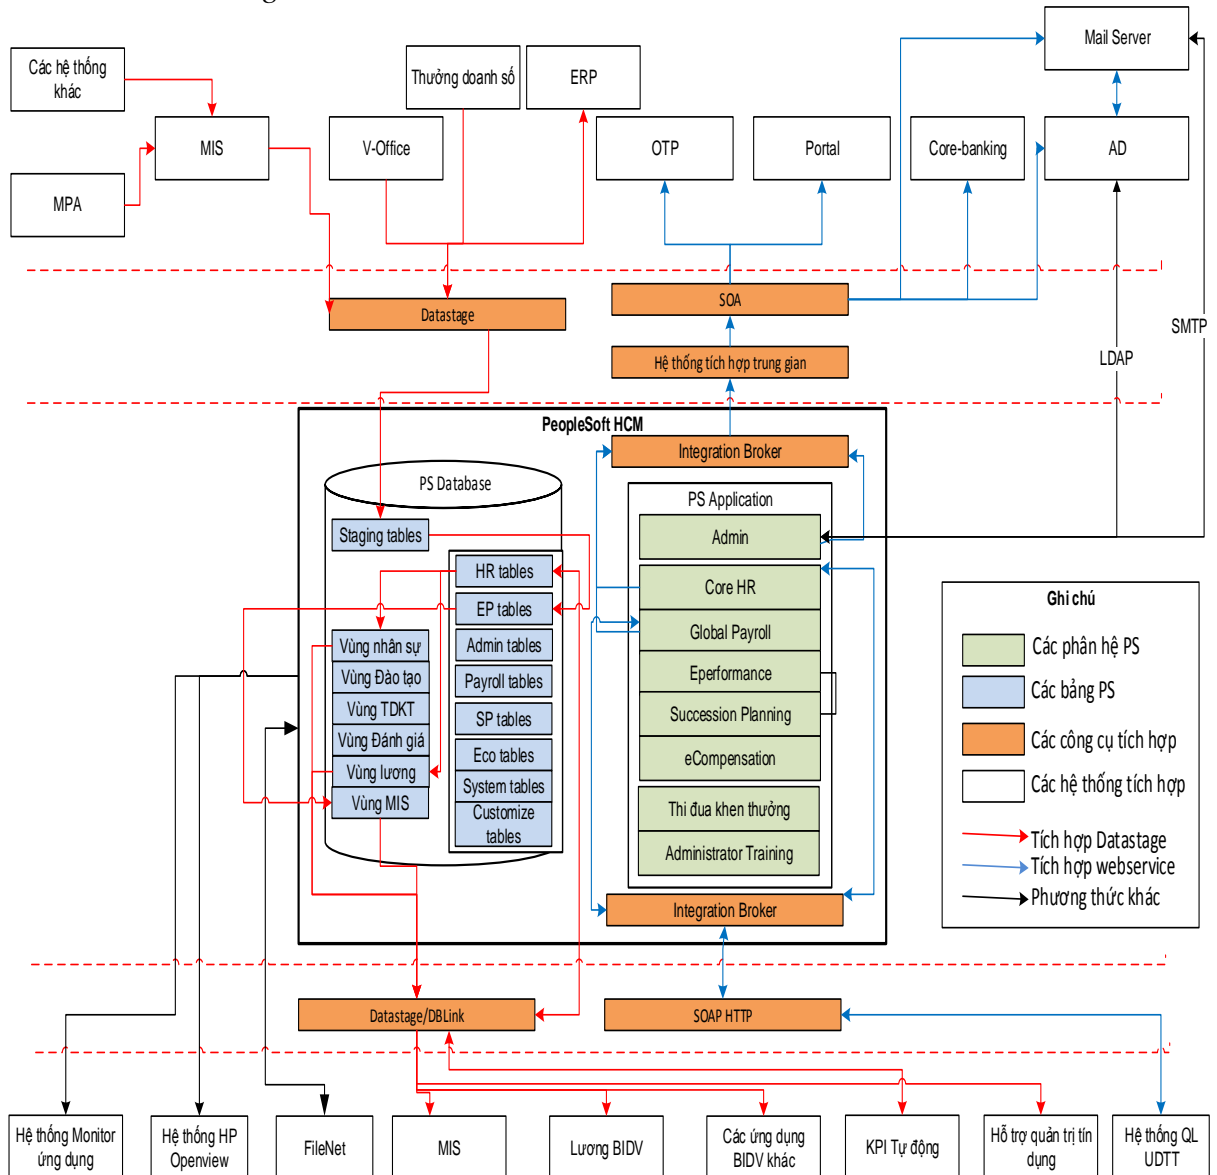 Các hệ thống
khác
Thưởng doanh số
ERP
Mail Server
MIS
V-Office
OTP
Portal
Core-banking
AD
MPA
Datastage
SOA
SMTP
Hệ thống tích hợp trung gian
LDAP
PeopleSoft HCM
Integration Broker
PS Database
PS Application
Staging tables
Admin
HR tables
Core HR
EP tables
Global Payroll
Vùng nhân sự
Admin tables
Eperformance
Vùng Đào tạo
Payroll tables
Vùng TDKT
SP tables
Succession Planning
Vùng Đánh giá
Eco tables
eCompensation
Vùng lương
System tables
Vùng MIS
Customize
tables
Thi đua khen thưởng
Administrator Training
Integration Broker
Ghi chú
Các phân hệ PS
Các bảng PS
Các công cụ tích hợp
Các hệ thống tích hợp
Tích hợp Datastage
Tích hợp webservice
Phương thức khác
Datastage/DBLink
SOAP HTTP
Hệ thống Monitor
ứng dụng
Hệ thống HP
Openview
FileNet
MIS
Lương BIDV
Các ứng dụng
BIDV khác
KPI Tự động
Hỗ trợ quản trị tín
dụng
Hệ thống QL
UDTT